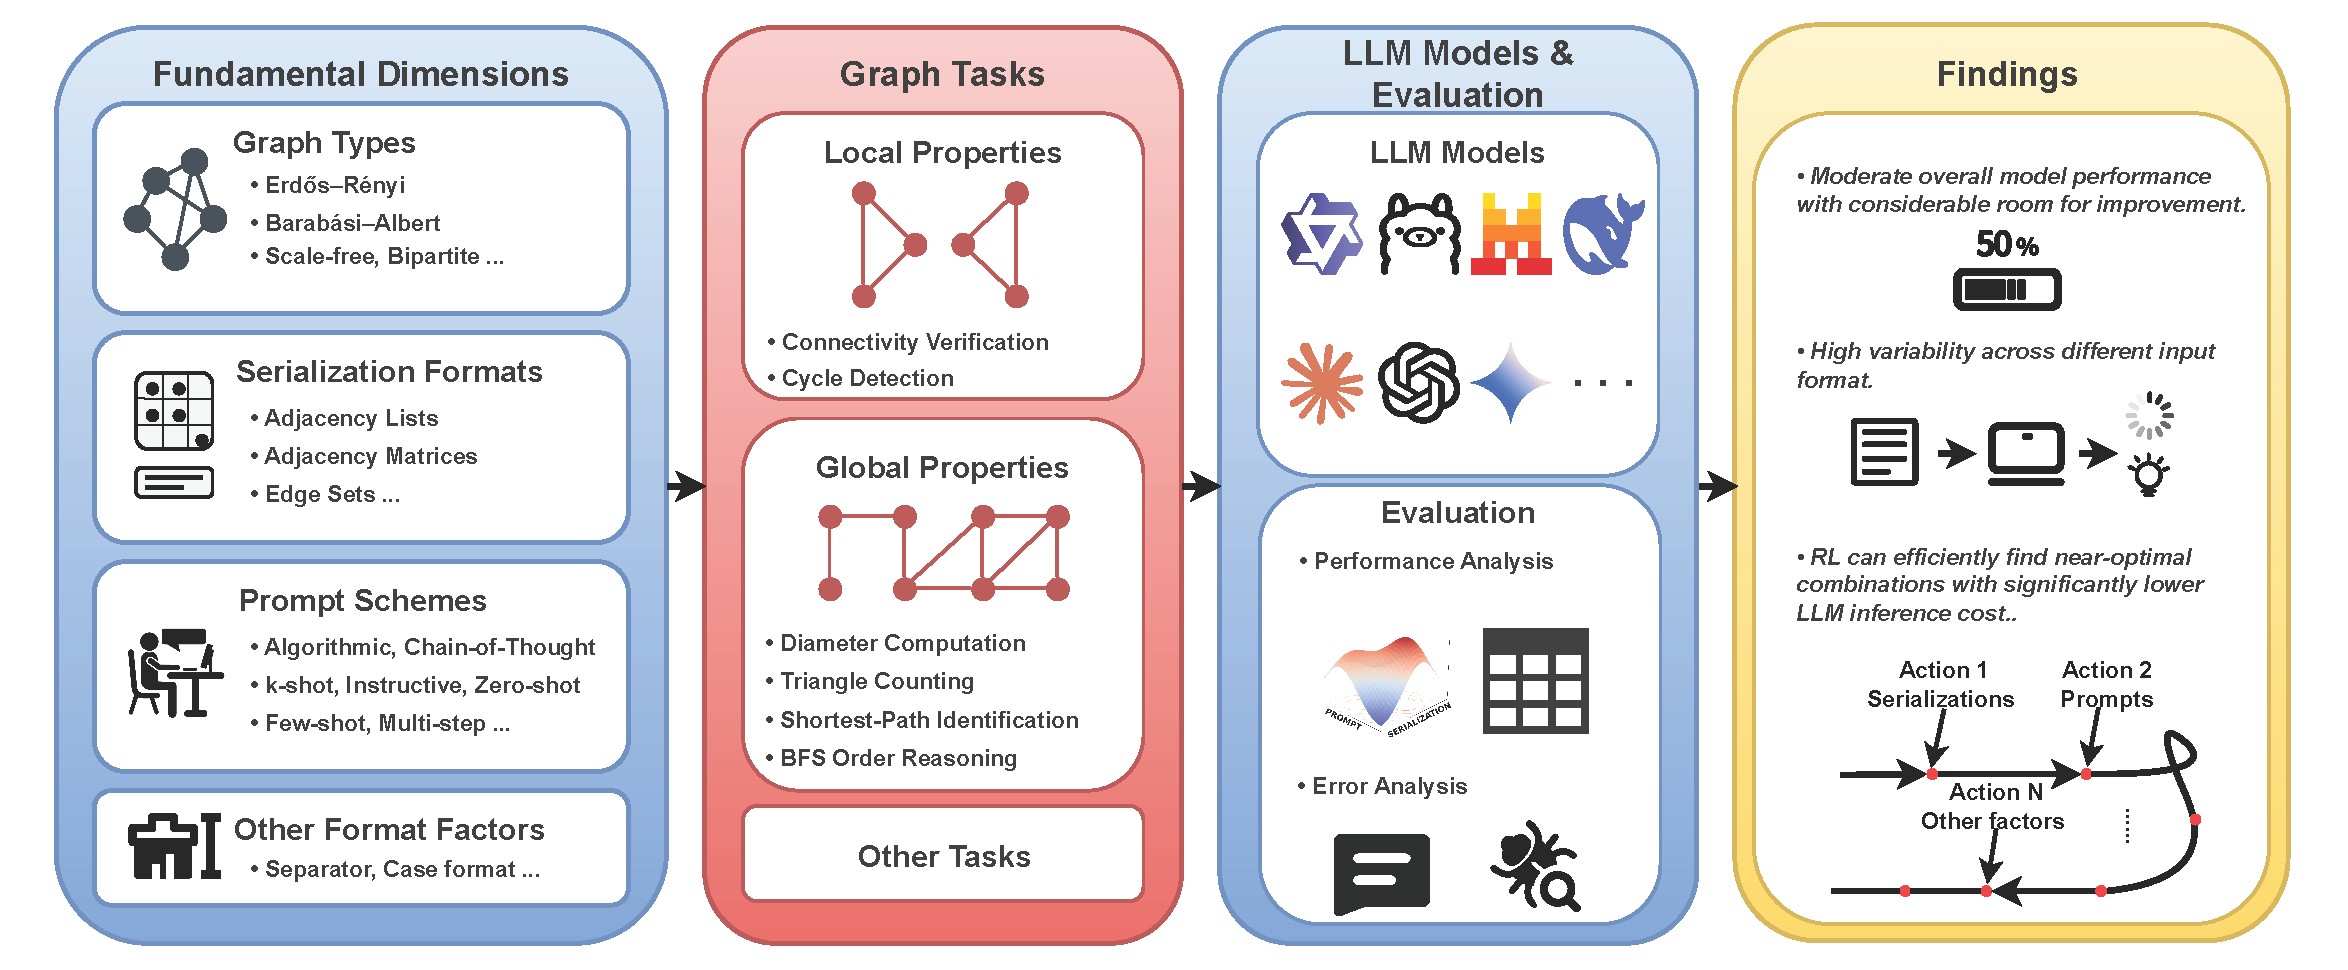 Fundamental Dimensions
Graph Types
• Erdős–Rényi
• Barabási–Albert
• Scale-free, Bipartite ...
Serialization Formats
• Adjacency Lists
• Adjacency Matrices
• Edge Sets ...
Prompt Schemes
• Algorithmic, Chain-of-Thought
• k-shot, Instructive, Zero-shot
• Few-shot, Multi-step ...
Other Format Factors
• Separator, Case format ...
Graph Tasks
Local Properties
• Connectivity Verification
• Cycle Detection
Global Properties
• Diameter Computation
• Triangle Counting
• Shortest-Path Identification
• BFS Order Reasoning
Other Tasks
LLM Models &
Evaluation
LLM Models
. . .
Evaluation
• Performance Analysis
PROMPT
SERIALIZATION
• Error Analysis
Findings
• Moderate overall model performance
with considerable room for improvement.
50 %
• High variability across different input
format.
• RL can efficiently find near-optimal
combinations with significantly lower
LLM inference cost..
Action 1
Serializations
Action 2
Prompts
Action N
Other factors